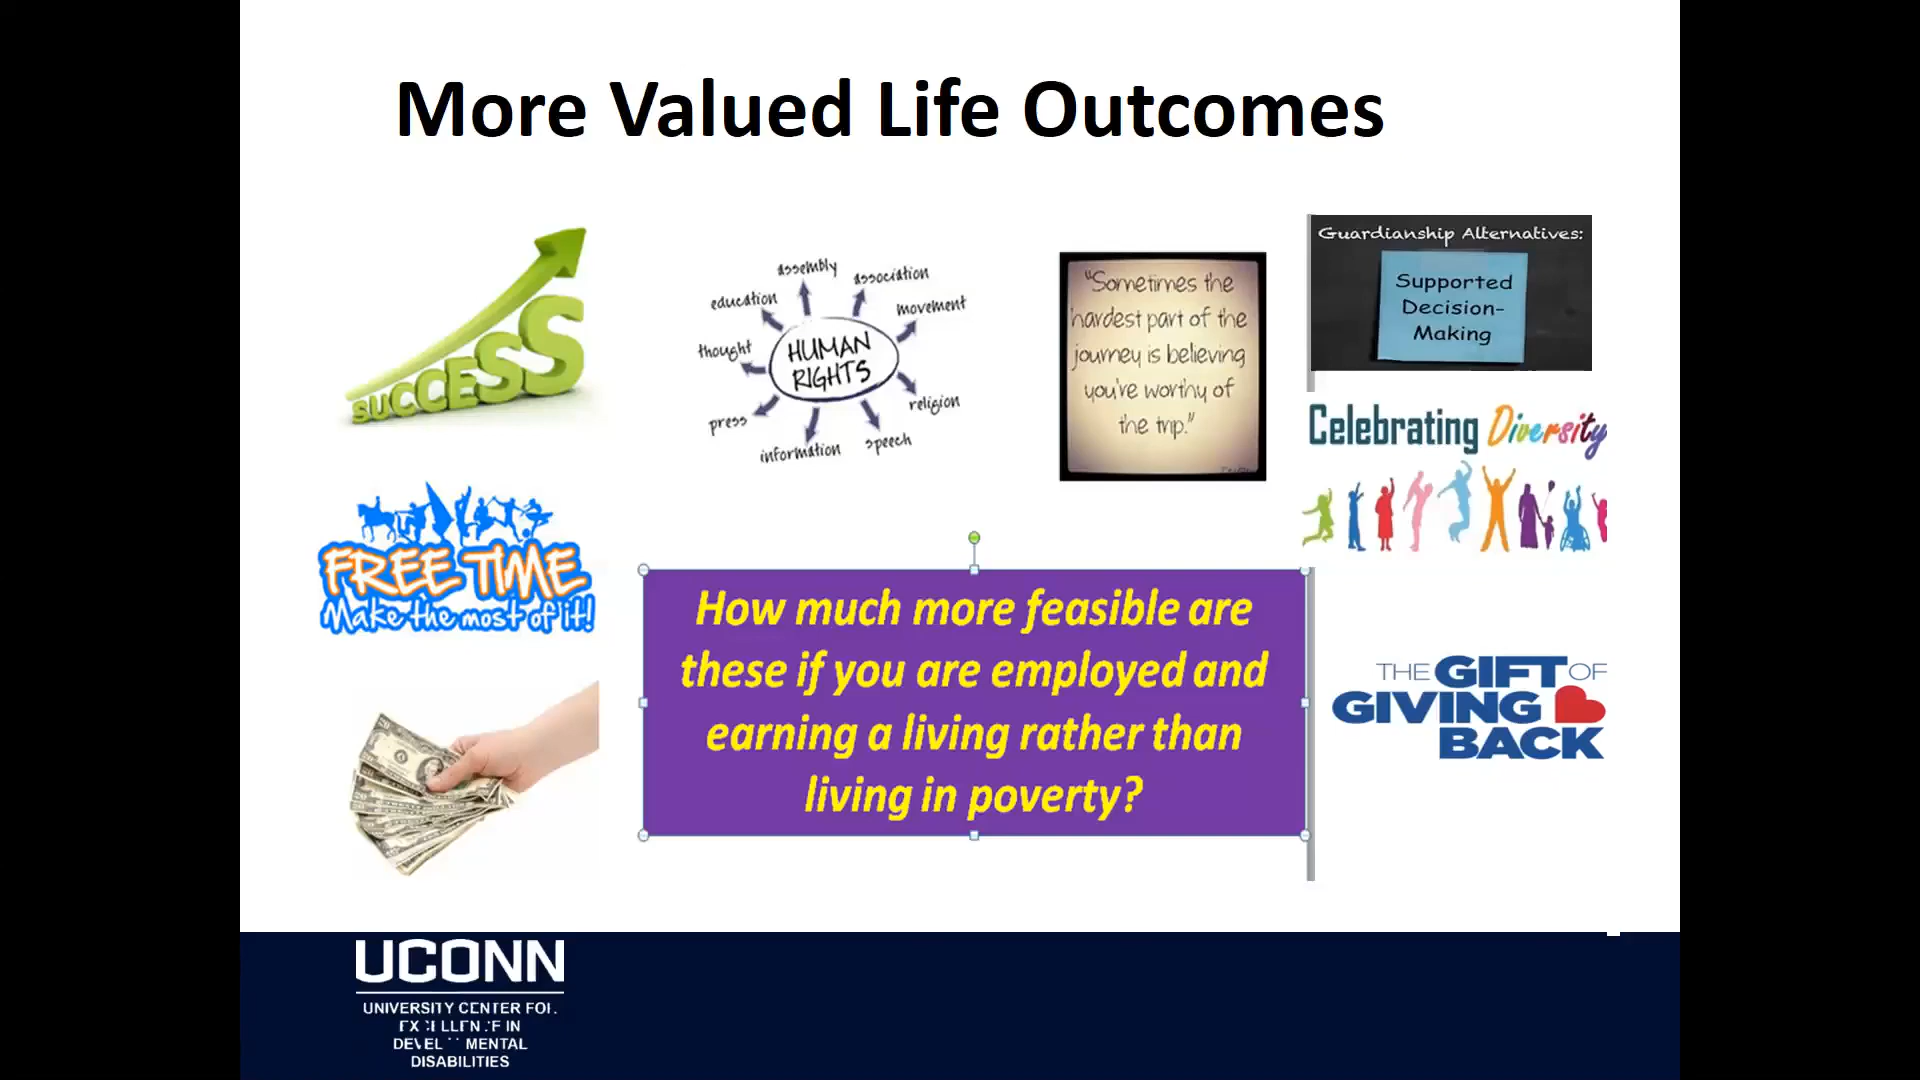 More Valued Life Outcomes
SUCCESS
assembly
association
education
movement
thought
HUMAN
RIGHTS
religion
press
speech
information
"Sometimes the
hardest part of the
journey is believing
you've worthy of
the trip."
Guardianship Alternatives:
Supported
Decision-
Making
Celebrating Diversity
FREE TIME
Make the most of it!
How much more feasible are
these if you are employed and
earning a living rather than
living in poverty?
THE GIFT OF
GIVING
BACK
UCONN
UNIVERSITY CENTER FOR
EXCELLENCE IN
DEVELOPMENTAL
DISABILITIES